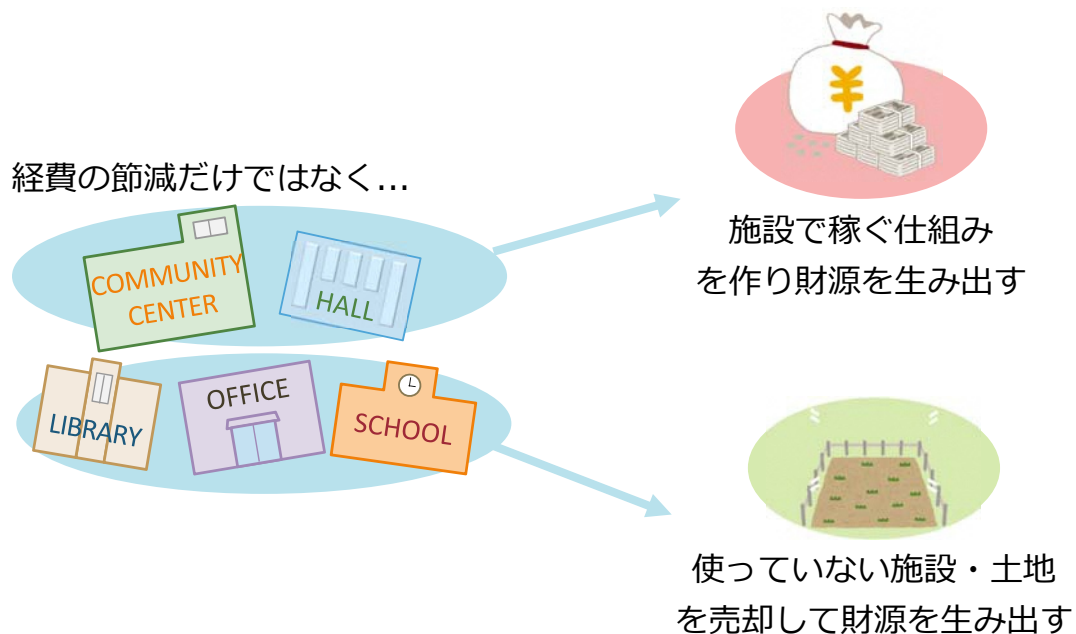 経費の節減だけではなく…
COMMUNITY
CENTER
HALL
LIBRARY
OFFICE
SCHOOL
¥
施設で稼ぐ仕組み
を作り財源を生み出す
使っていない施設・土地
を売却して財源を生み出す